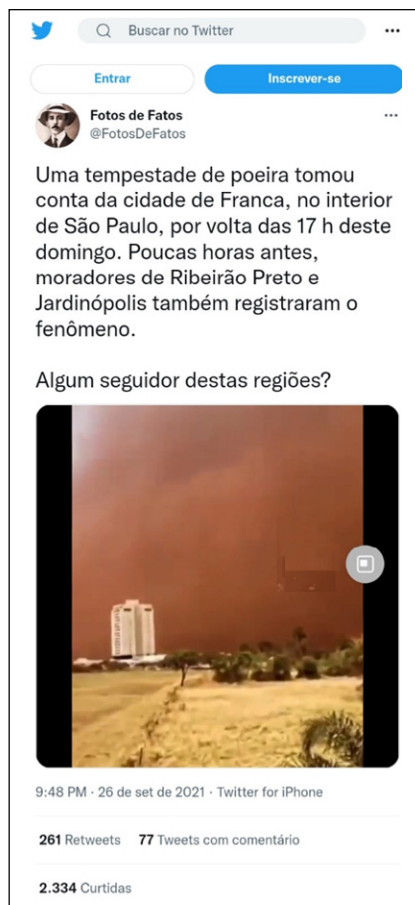 Buscar no Twitter
Entrar
Inscrever-se
Fotos de Fatos
@FotosDeFatos
Uma tempestade de poeira tomou
conta da cidade de Franca, no interior
de São Paulo, por volta das 17 h deste
domingo. Poucas horas antes,
moradores de Ribeirão Preto e
Jardinópolis também registraram o
fenômeno.
Algum seguidor destas regiões?
9:48 PM · 26 de set de 2021 · Twitter for iPhone
261 Retweets 77 Tweets com comentário
2.334 Curtidas